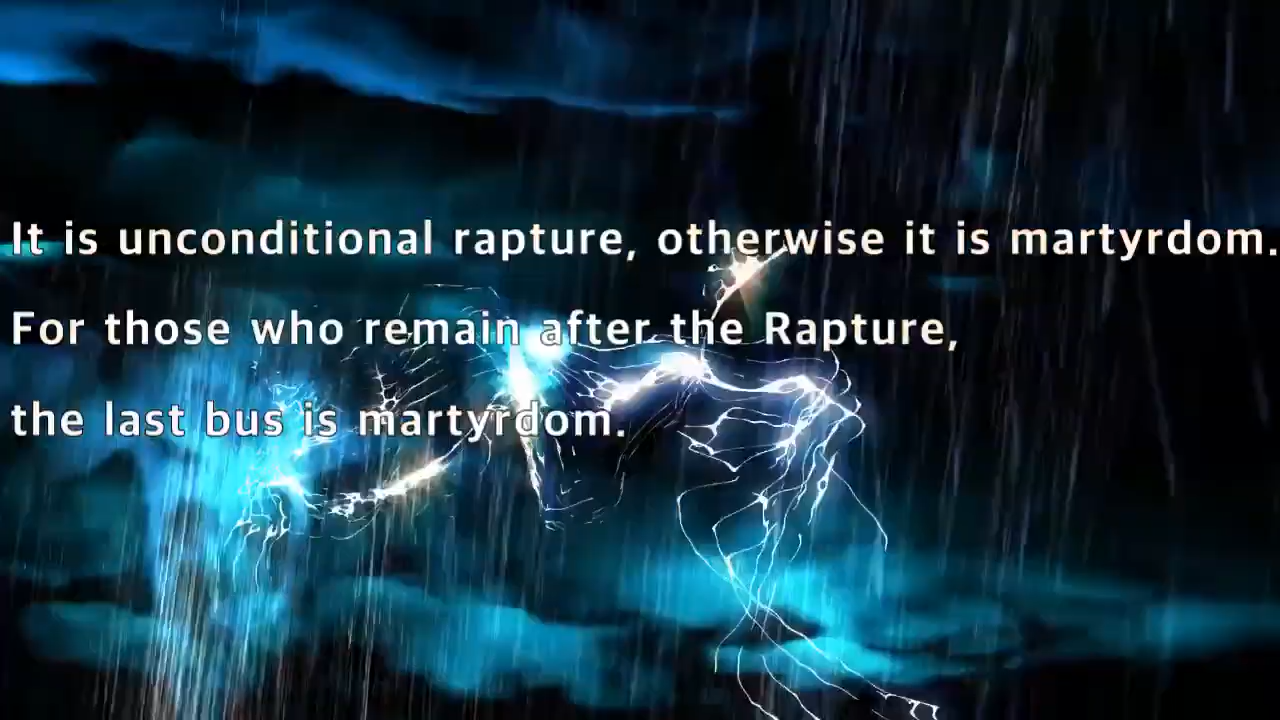 It is unconditional rapture, otherwise it is martyrdom.
For those who remain after the Rapture,
the last bus is martyrdom.